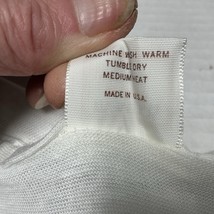 MACHINE WASH WARM
TUMBLE DRY
MEDIUM HEAT
MADE IN U.S.A.